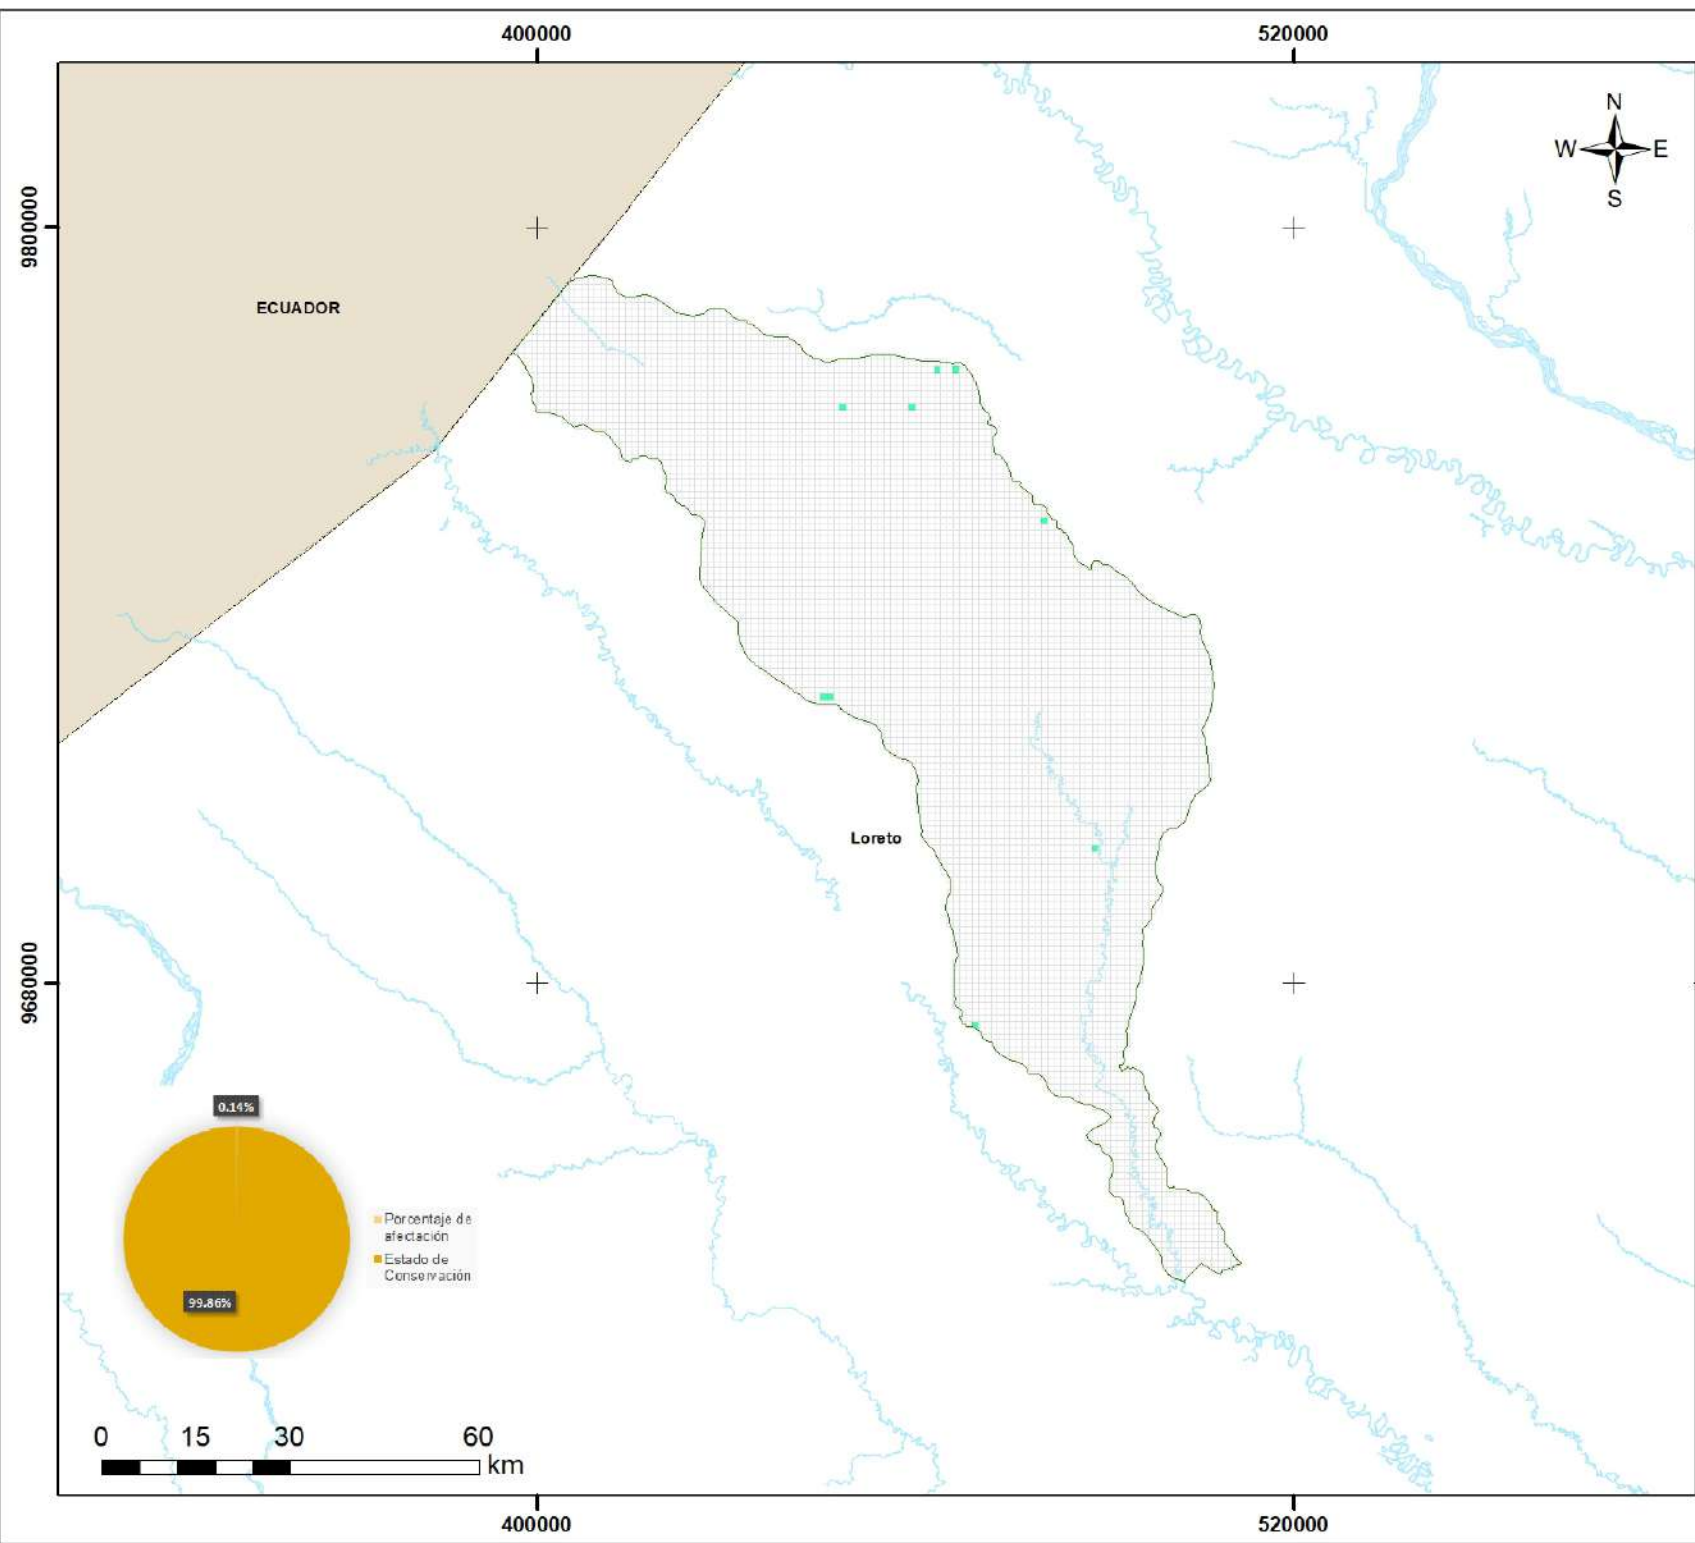 400000 520000
N
W E
S
9800000
ECUADOR
Loreto
9680000
0.14%
Porcentaje de
afectación
Estado de
Conservación
99.86%
0 15 30 60
km
400000 520000